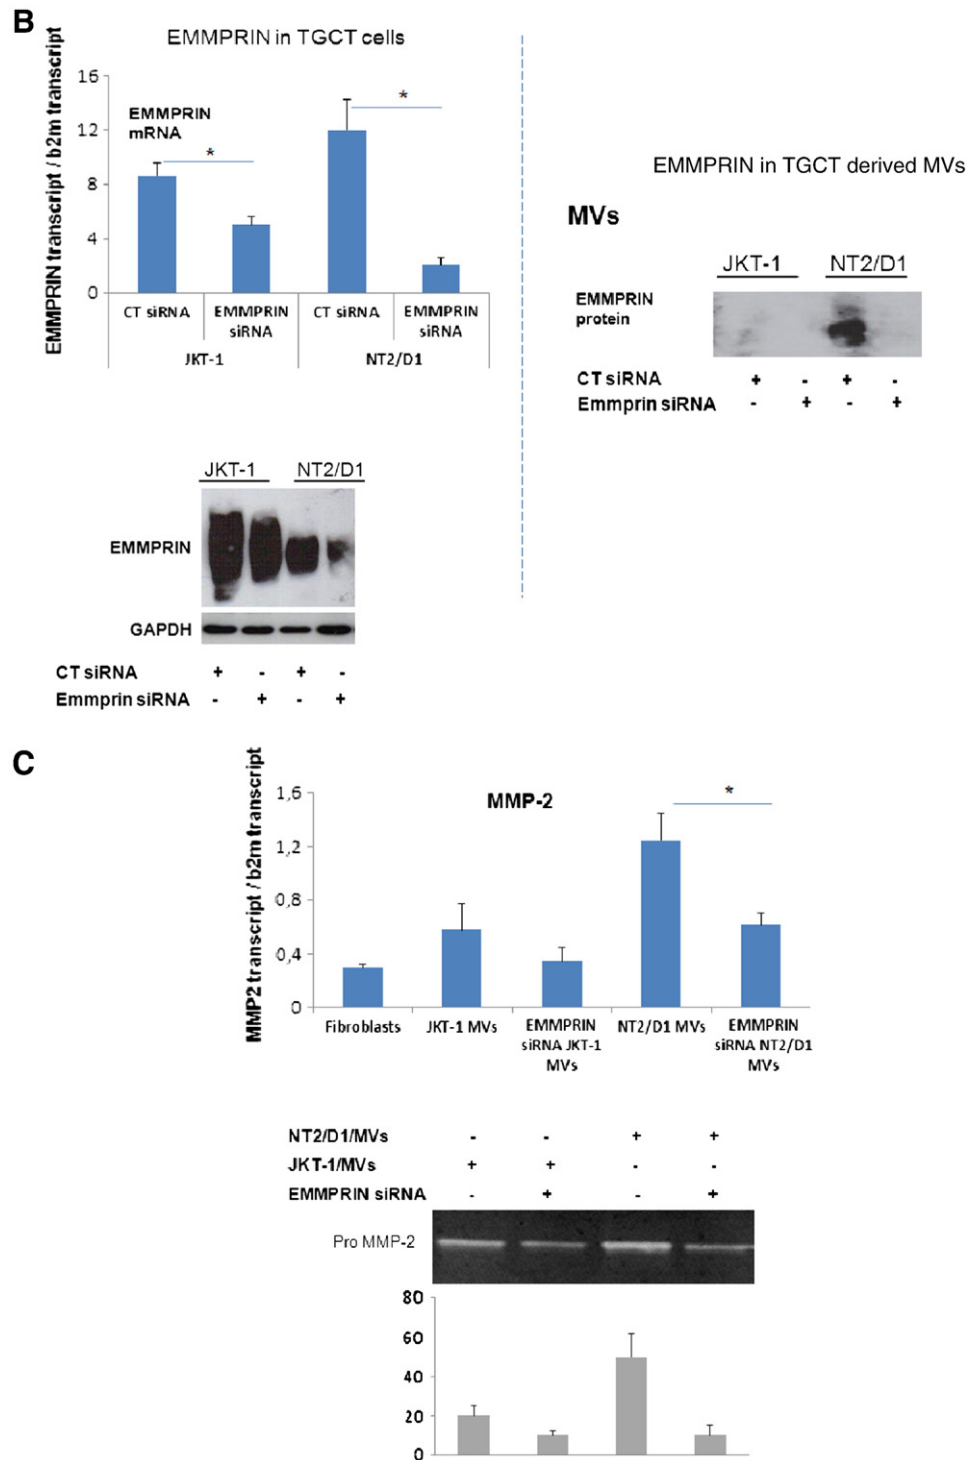 B
EMMPRIN in TGCT cells
EMMPRIN transcript / b2m transcript
16
12
8
4
0
EMMPRIN
mRNA
*
*
CT siRNA
EMMPRIN
siRNA
CT siRNA
EMMPRIN
siRNA
JKT-1
NT2/D1
EMMPRIN in TGCT derived MVs
MVs
JKT-1 NT2/D1
EMMPRIN
protein
CT siRNA + - + -
Emmprin siRNA - + - +
JKT-1 NT2/D1
EMMPRIN
GAPDH
CT siRNA + - + -
Emmprin siRNA - + - +
C
MMP2 transcript / b2m transcript
MMP-2
*
1,6
1,2
0,8
0,4
0
Fibroblasts
JKT-1 MVs
EMMPRIN
siRNA JKT-1
MVs
NT2/D1 MVs
EMMPRIN
siRNA NT2/D1
MVs
NT2/D1/MVs - - + +
JKT-1/MVs + + - -
EMMPRIN siRNA - + - +
Pro MMP-2
80
60
40
20
0